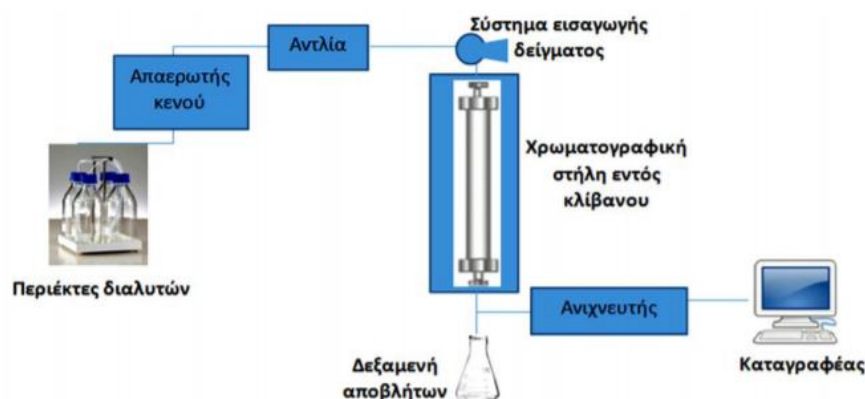 Σύστημα εισαγωγής
δείγματος
Αντλία
Απαερωτής
κενού
Χρωματογραφική
στήλη εντός
κλίβανου
Περιέκτες διαλυτών
Ανιχνευτής
Δεξαμενή
αποβλήτων
Καταγραφέας